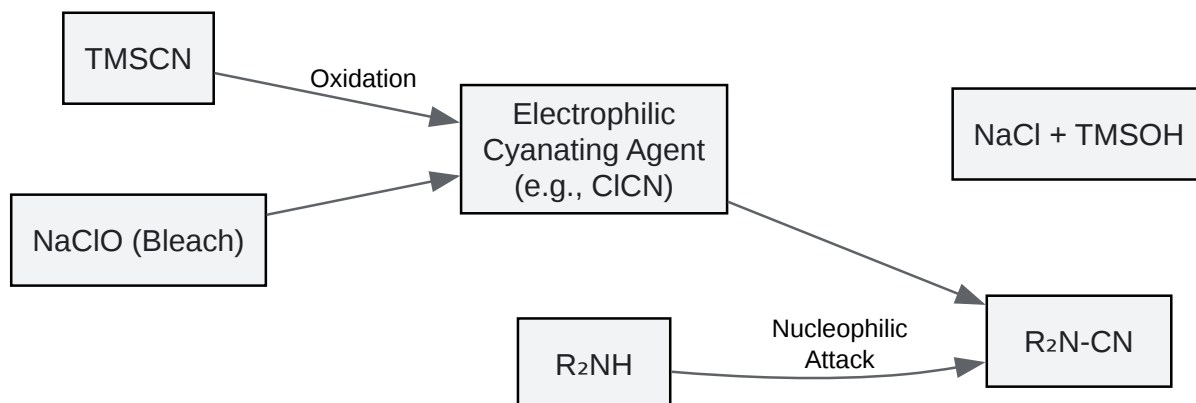 TMSCN
Oxidation
Electrophilic
Cyanating Agent
(e.g., ClCN)
NaCl + TMSOH
NaClO (Bleach)
Nucleophilic
Attack
R₂NH
R₂N-CN